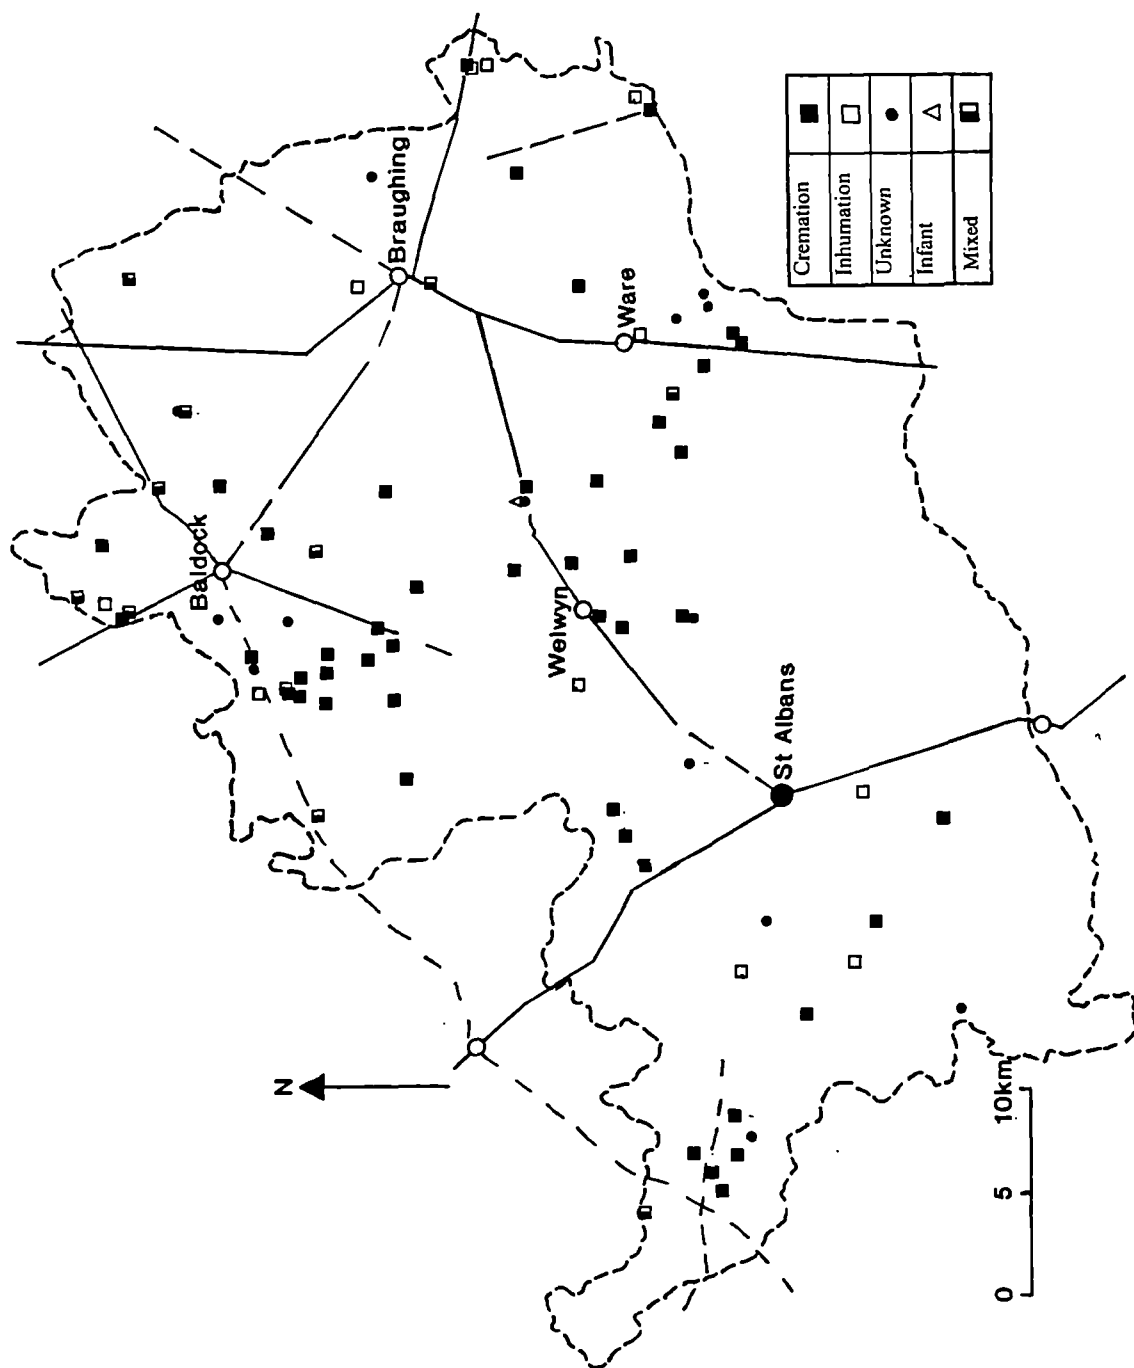 N
Baldock
Braughing
Welwyn
Ware
St Albans
0 5 10km
Cremation
Inhumation
Unknown
Infant
Mixed